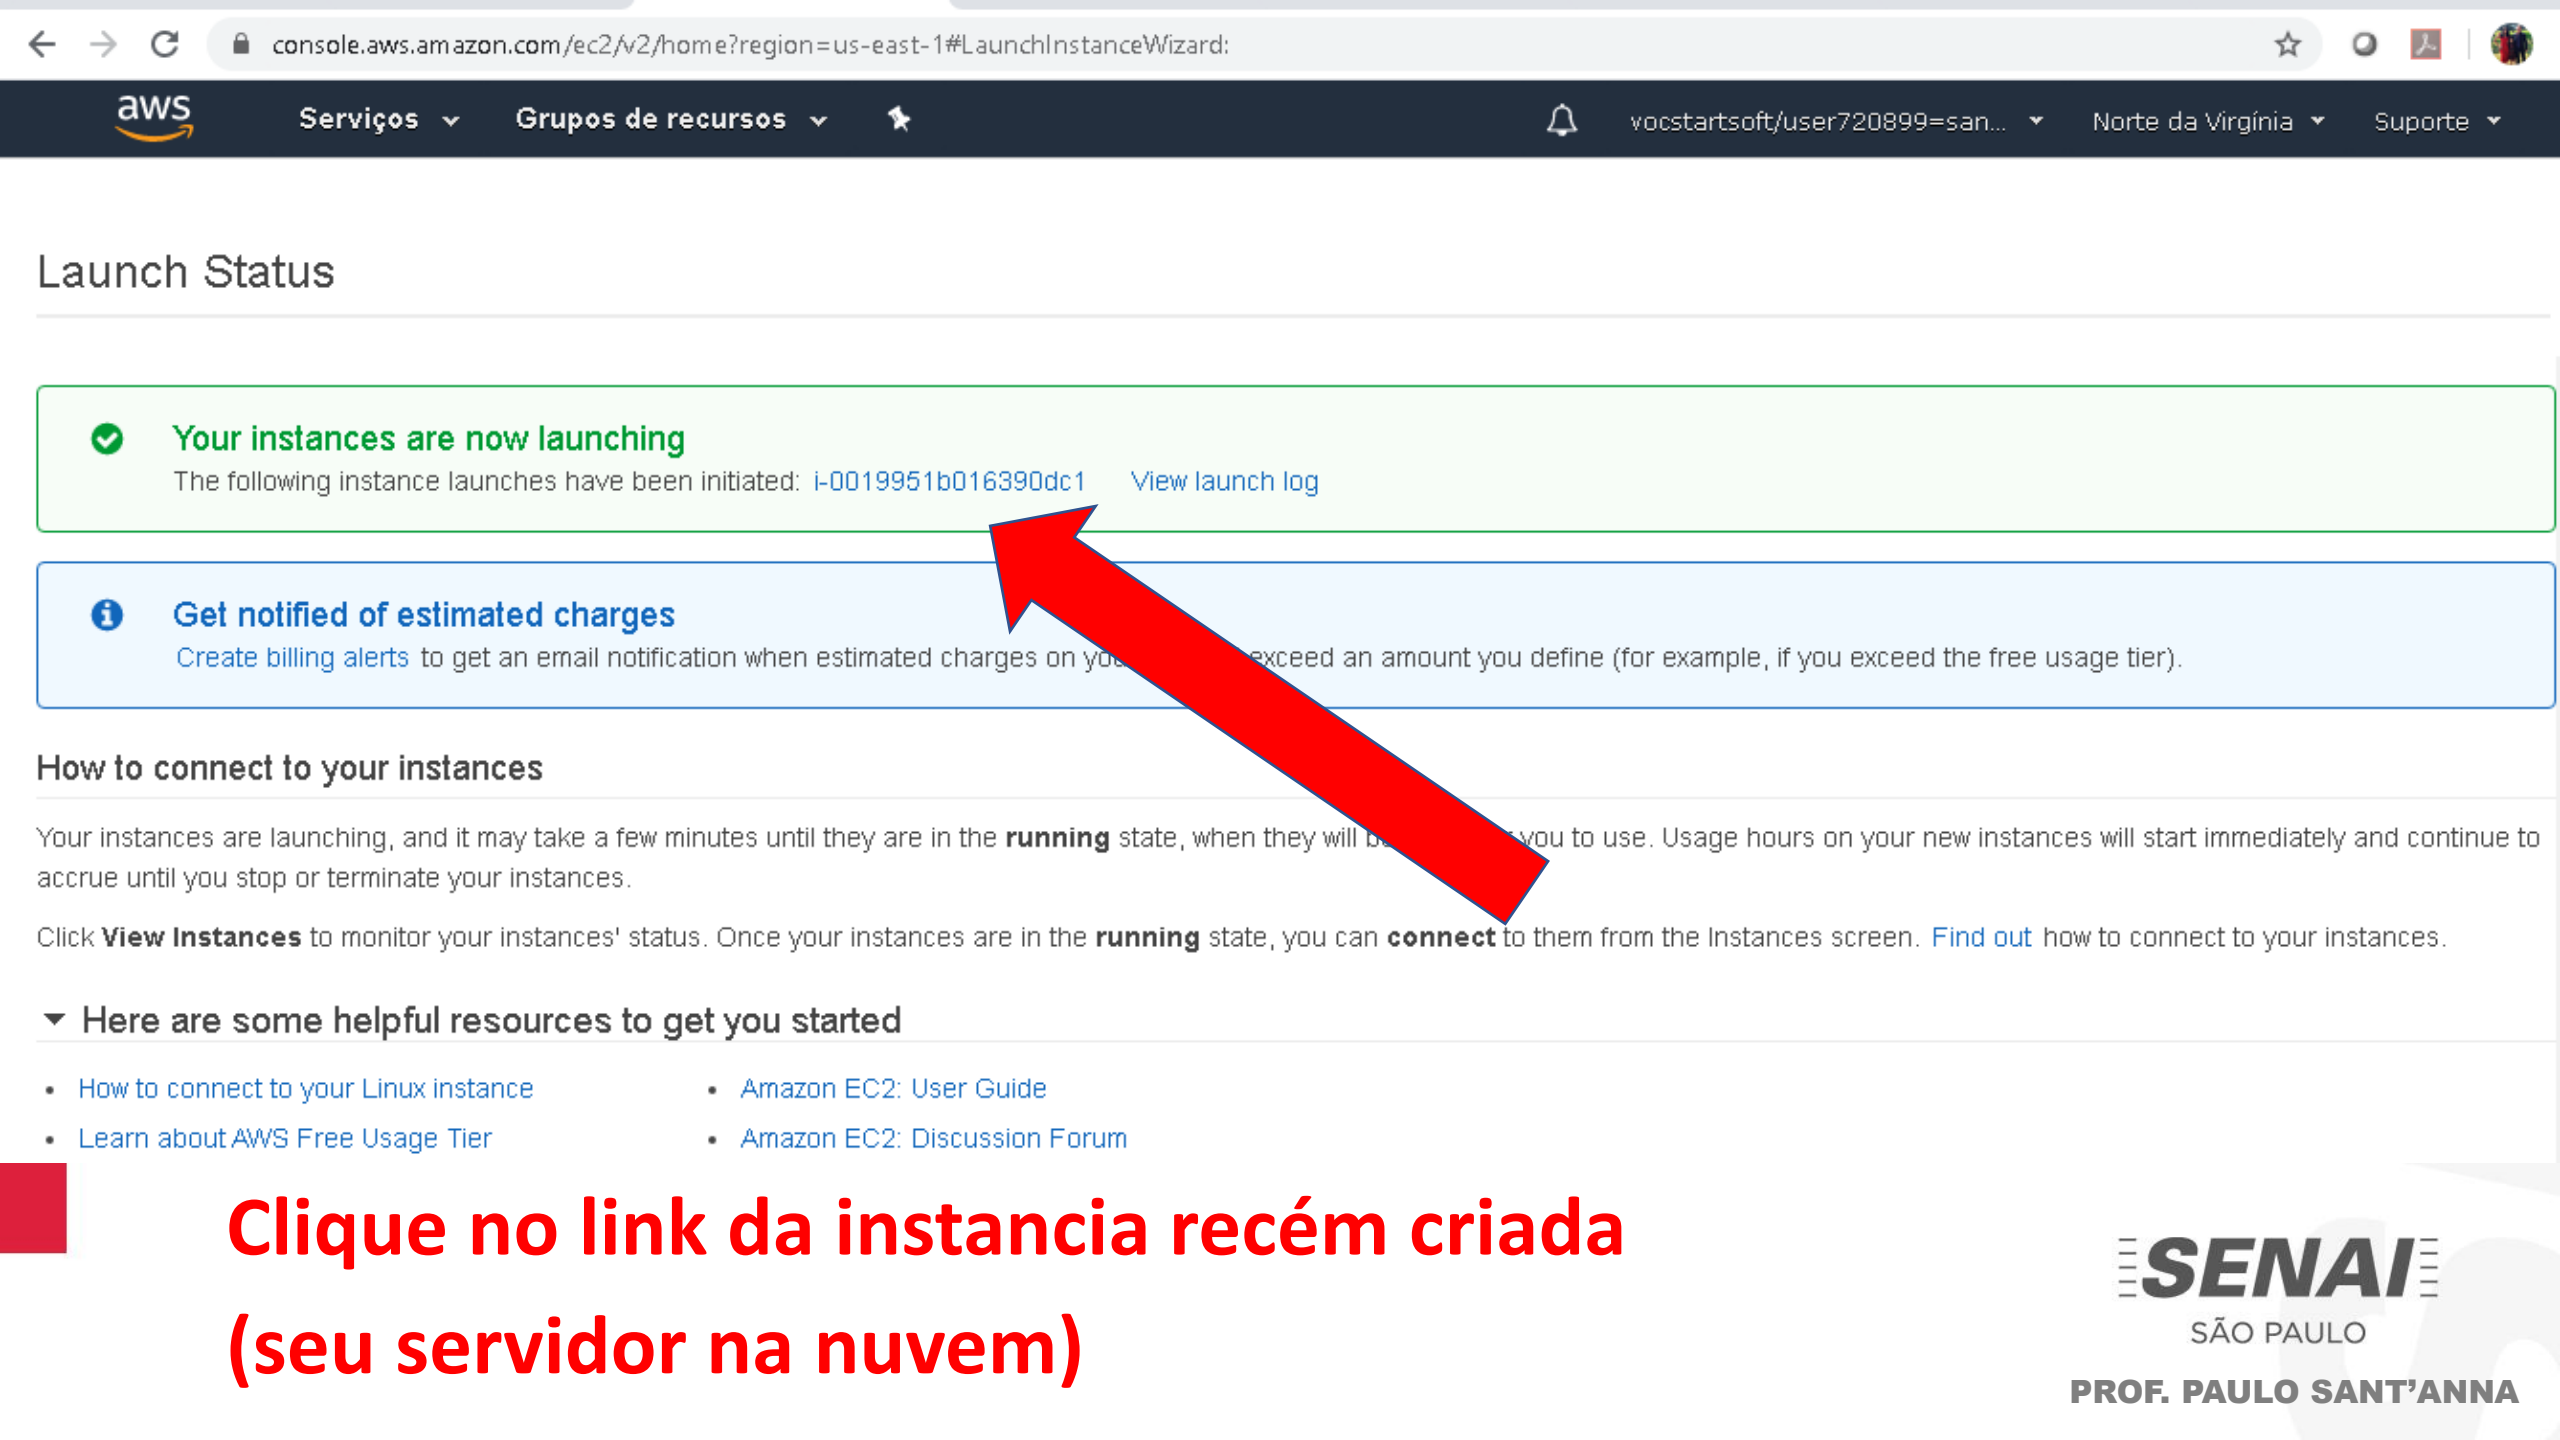 console.aws.amazon.com/ec2/v2/home?region=us-east-1#LaunchInstanceWizard:
aws Serviços Grupos de recursos vocstartsoft/user720899=san... Norte da Virgínia Suporte
Launch Status
Your instances are now launching
The following instance launches have been initiated: i-0019951b016390dc1 View launch log
Get notified of estimated charges
Create billing alerts to get an email notification when estimated charges on exceed an amount you define (for example, if you exceed the free usage tier).
How to connect to your instances
Your instances are launching, and it may take a few minutes until they are in the running state, when they will you to use. Usage hours on your new instances will start immediately and continue to
accrue until you stop or terminate your instances.
Click View Instances to monitor your instances' status. Once your instances are in the running state, you can connect to them from the Instances screen. Find out how to connect to your instances.
Here are some helpful resources to get you started
• How to connect to your Linux instance
• Amazon EC2: User Guide
• Learn about AWS Free Usage Tier
• Amazon EC2: Discussion Forum
Clique no link da instancia recém criada
(seu servidor na nuvem)
SENAI
SÃO PAULO
PROF. PAULO SANT'ANNA